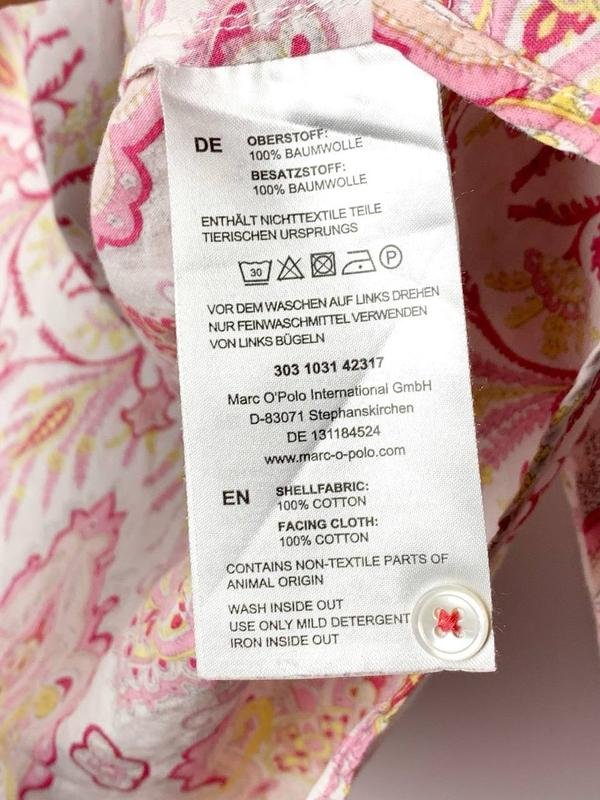 DE OBERSTOFF:
100% BAUMWOLLE
BESATZSTOFF:
100% BAUMWOLLE
ENTHÄLT NICHTTEXTILE TEILE
TIERISCHEN URSPRUNGS
30 P
VOR DEM WASCHEN AUF LINKS DREHEN
NUR FEINWASCHMITTEL VERWENDEN
VON LINKS BÜGELN
303 1031 42317
Marc O'Polo International GmbH
D-83071 Stephanskirchen
DE 131184524
www.marc-o-polo.com
EN SHELLFABRIC:
100% COTTON
FACING CLOTH:
100% COTTON
CONTAINS NON-TEXTILE PARTS OF
ANIMAL ORIGIN
WASH INSIDE OUT
USE ONLY MILD DETERGENT
IRON INSIDE OUT